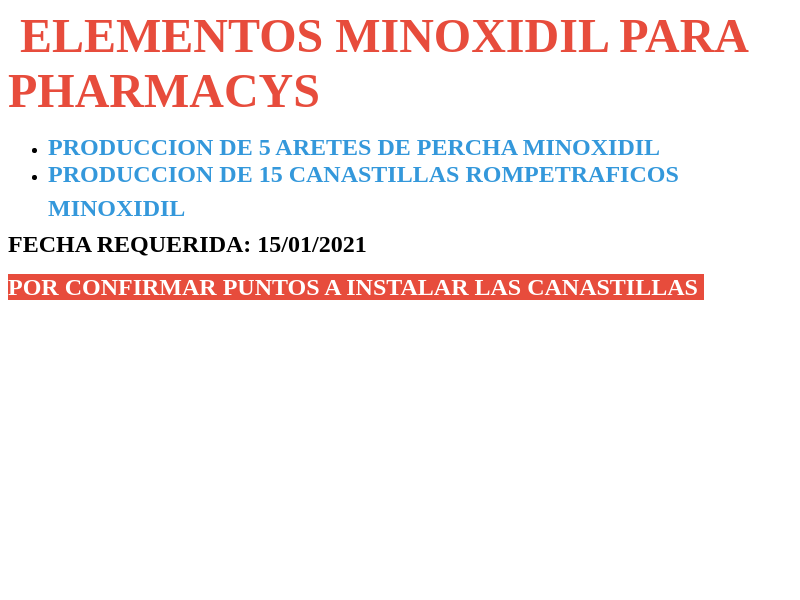 ELEMENTOS MINOXIDIL PARA
PHARMACYS
PRODUCCION DE 5 ARETES DE PERCHA MINOXIDIL
PRODUCCION DE 15 CANASTILLAS ROMPETRAFICOS
MINOXIDIL
FECHA REQUERIDA: 15/01/2021
POR CONFIRMAR PUNTOS A INSTALAR LAS CANASTILLAS